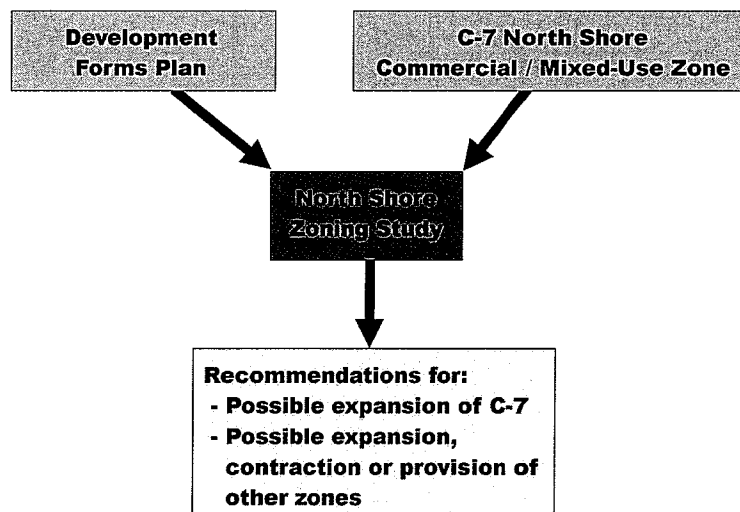 Development
Forms Plan
C-7 North Shore
Commercial / Mixed-Use Zone
North Shore
Zoning Study
Recommendations for:
- Possible expansion of C-7
- Possible expansion,
contraction or provision of
other zones